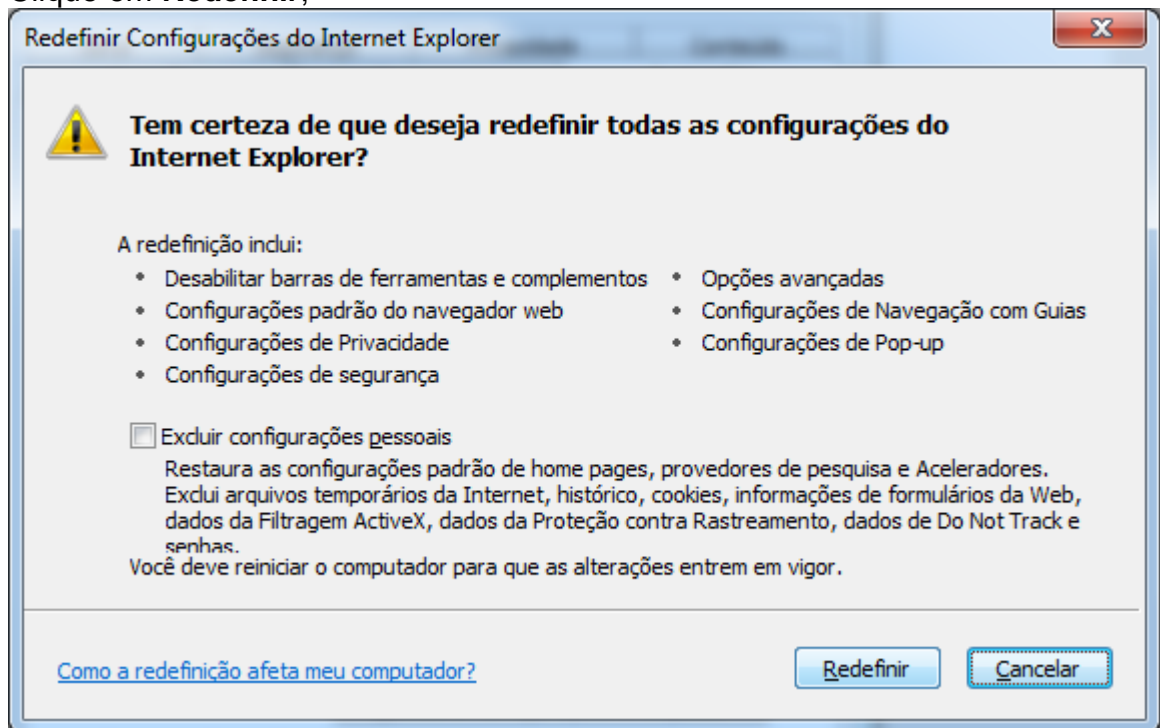 Clique em Redefinir;
Redefinir Configurações do Internet Explorer
Tem certeza de que deseja redefinir todas as configurações do
Internet Explorer?
A redefinição inclui:
• Desabilitar barras de ferramentas e complementos
• Configurações padrão do navegador web
• Configurações de Privacidade
• Configurações de segurança
• Opções avançadas
• Configurações de Navegação com Guias
• Configurações de Pop-up
Excluir configurações pessoais
Restaura as configurações padrão de home pages, provedores de pesquisa e Aceleradores.
Exclui arquivos temporários da Internet, histórico, cookies, informações de formulários da Web,
dados da Filtragem ActiveX, dados da Proteção contra Rastreamento, dados de Do Not Track e
senhas.
Você deve reiniciar o computador para que as alterações entrem em vigor.
Como a redefinição afeta meu computador?
Redefinir
Cancelar